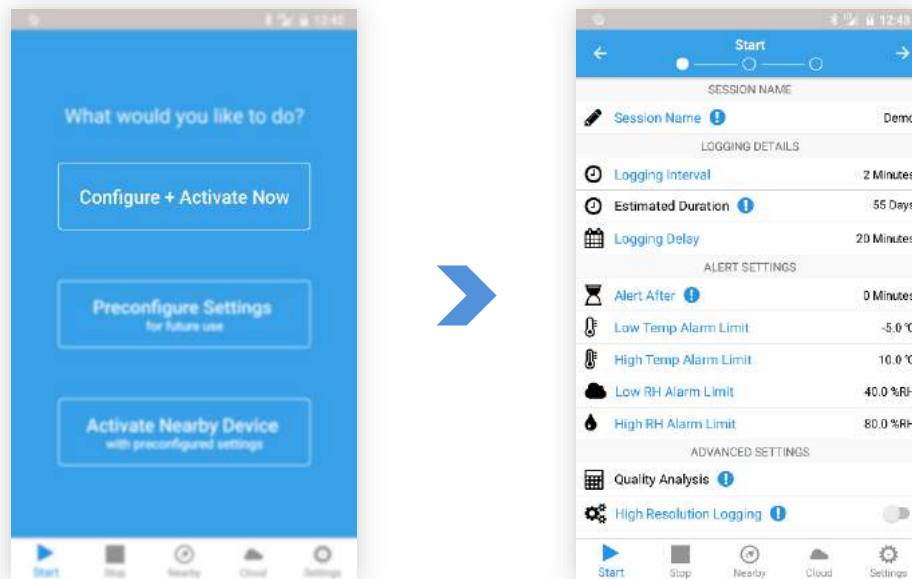 12:42
What would you like to do?
Configure + Activate Now
Preconfigure Settings
for future use
Activate Nearby Device
with preconfigured settings
Start
Stop
Nearby
Cloud
Settings
12:43
Start
SESSION NAME
Session Name
Demo
LOGGING DETAILS
Logging Interval
2 Minutes
Estimated Duration
55 Days
Logging Delay
20 Minutes
ALERT SETTINGS
Alert After
0 Minutes
Low Temp Alarm Limit
-5.0 °C
High Temp Alarm Limit
10.0 °C
Low RH Alarm Limit
40.0 %RH
High RH Alarm Limit
80.0 %RH
ADVANCED SETTINGS
Quality Analysis
High Resolution Logging
Start
Stop
Nearby
Cloud
Settings